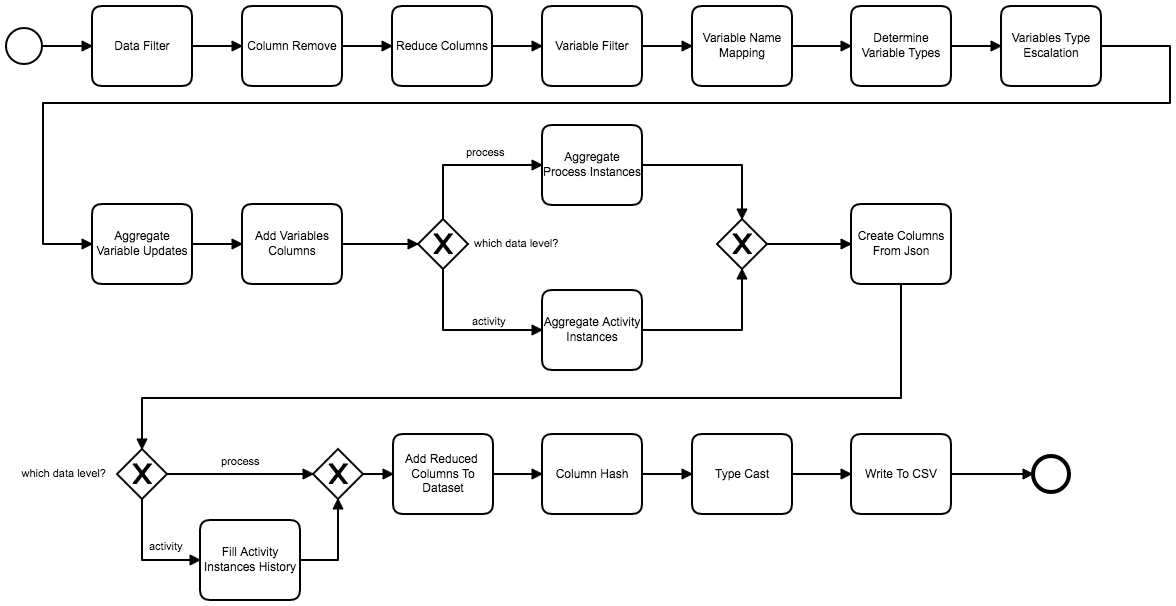 Data Filter
Column Remove
Reduce Columns
Variable Filter
Variable Name
Mapping
Determine
Variable Types
Variables Type
Escalation
Aggregate
Variable Updates
Add Variables
Columns
which data level?
process
Aggregate
Process Instances
activity
Aggregate Activity
Instances
Create Columns
From Json
which data level?
process
activity
Fill Activity
Instances History
Add Reduced
Columns To
Dataset
Column Hash
Type Cast
Write To CSV